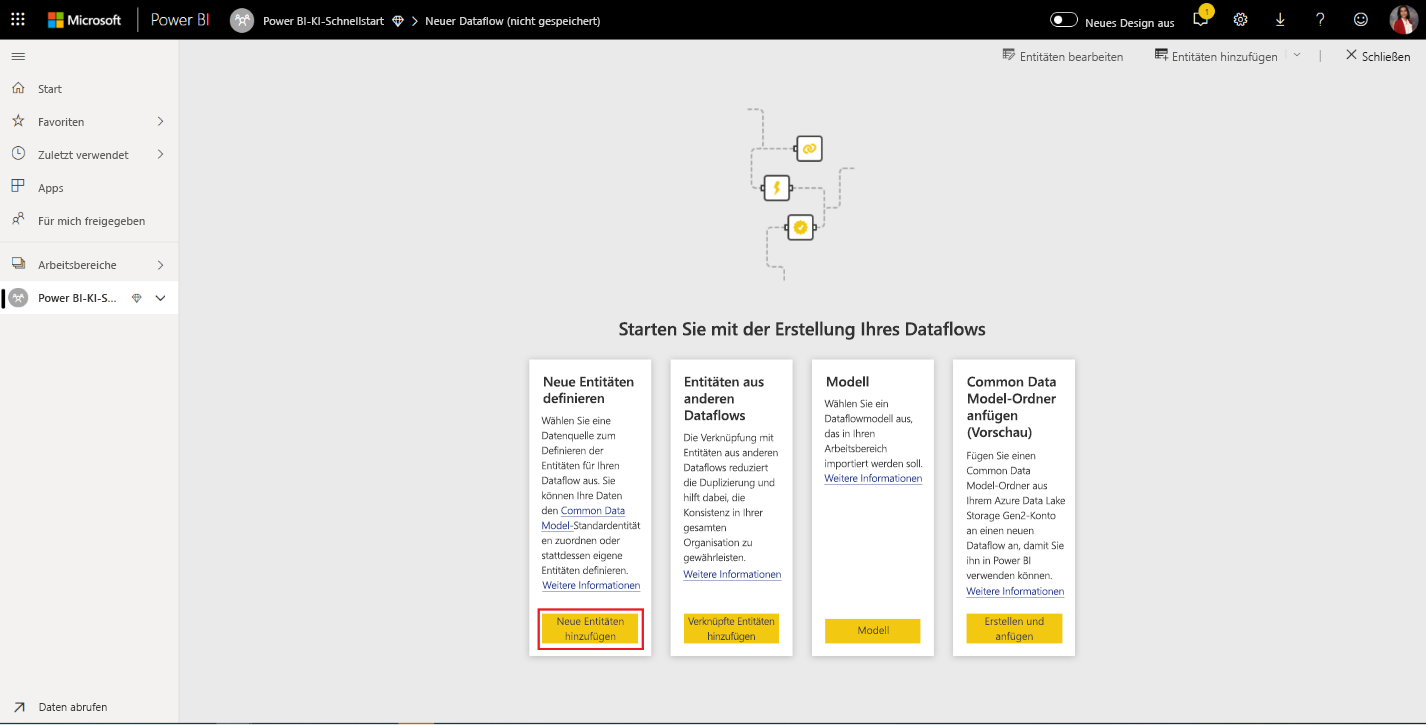 Microsoft Power BI Power BI-KI-Schnellstart > Neuer Dataflow (nicht gespeichert) Neues Design aus 1
Entitäten bearbeiten Entitäten hinzufügen | Schließen
Start
Favoriten
Zuletzt verwendet
Apps
Für mich freigegeben
Arbeitsbereiche
Power BI-KI-S...
Daten abrufen
Starten Sie mit der Erstellung Ihres Dataflows
Neue Entitäten
definieren
Wählen Sie eine
Datenquelle zum
Definieren der
Entitäten für Ihren
Dataflow aus. Sie
können Ihre Daten
den Common Data
Model-Standardentität
en zuordnen oder
stattdessen eigene
Entitäten definieren.
Weitere Informationen
Neue Entitäten
hinzufügen
Entitäten aus
anderen
Dataflows
Die Verknüpfung mit
Entitäten aus anderen
Dataflows reduziert
die Duplizierung und
hilft dabei, die
Konsistenz in Ihrer
gesamten
Organisation zu
gewährleisten.
Weitere Informationen
Verknüpfte Entitäten
hinzufügen
Modell
Wählen Sie ein
Dataflowmodell aus,
das in Ihren
Arbeitsbereich
importiert werden soll.
Weitere Informationen
Modell
Common Data
Model-Ordner
anfügen
(Vorschau)
Fügen Sie einen
Common Data
Model-Ordner aus
Ihrem Azure Data Lake
Storage Gen2-Konto
an einen neuen
Dataflow an, damit Sie
ihn in Power BI
verwenden können.
Weitere Informationen
Erstellen und
anfügen